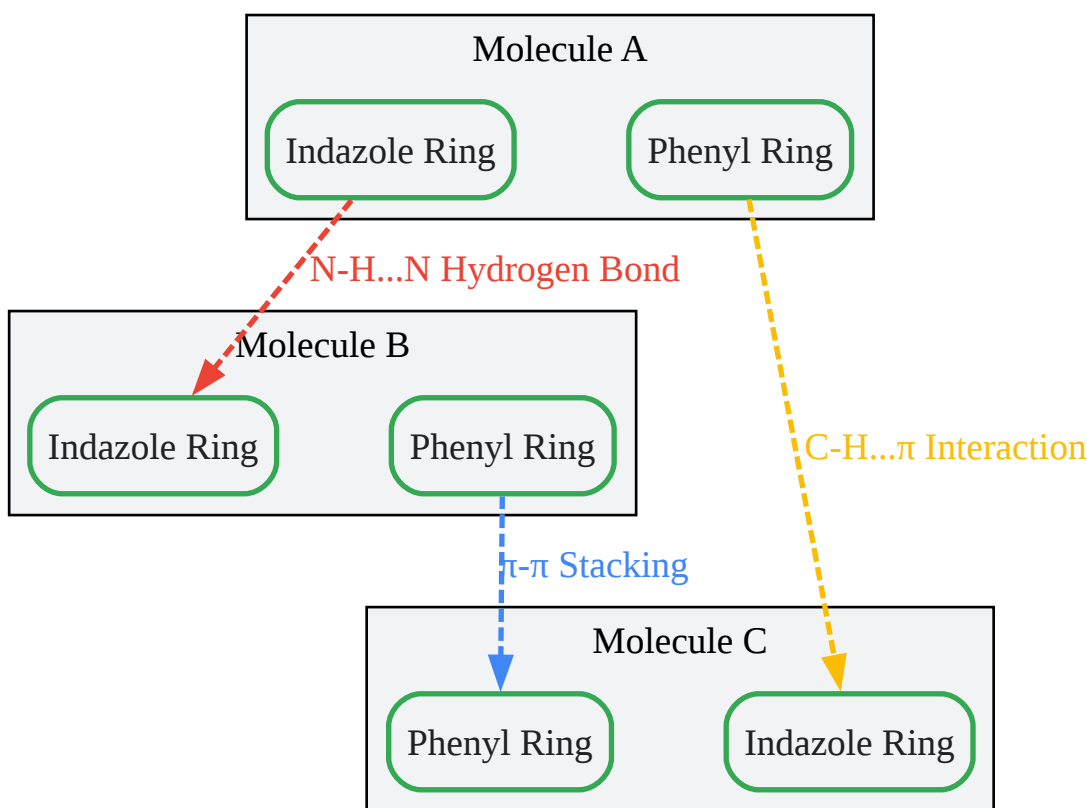 Molecule A
Indazole Ring
Phenyl Ring
N-H...N Hydrogen Bond
Molecule B
Indazole Ring
Phenyl Ring
C-H...π Interaction
π-π Stacking
Molecule C
Phenyl Ring
Indazole Ring